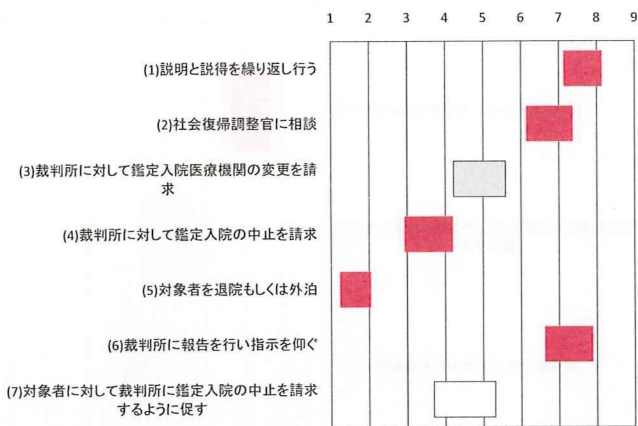 1 2 3 4 5 6 7 8 9
(1)説明と説得を繰り返し行う
(2)社会復帰調整官に相談
(3)裁判所に対して鑑定入院医療機関の変更を請
求
(4)裁判所に対して鑑定入院の中止を請求
(5)対象者を退院もしくは外泊
(6)裁判所に報告を行い指示を仰ぐ
(7)対象者に対して裁判所に鑑定入院の中止を請求
するように促す